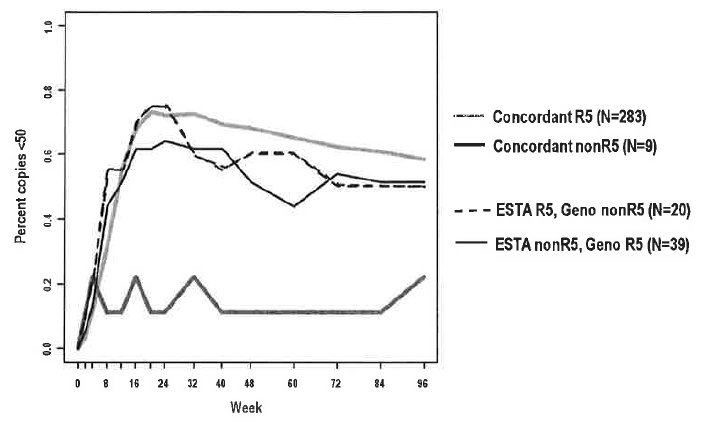 1.0
0.8
0.6
0.4
0.2
0.0
Percent copies <50
0 8 16 24 32 40 48 60 72 84 96
Week
Concordant R5 (N=283)
Concordant nonR5 (N=9)
ESTA R5, Geno nonR5 (N=20)
ESTA nonR5, Geno R5 (N=39)